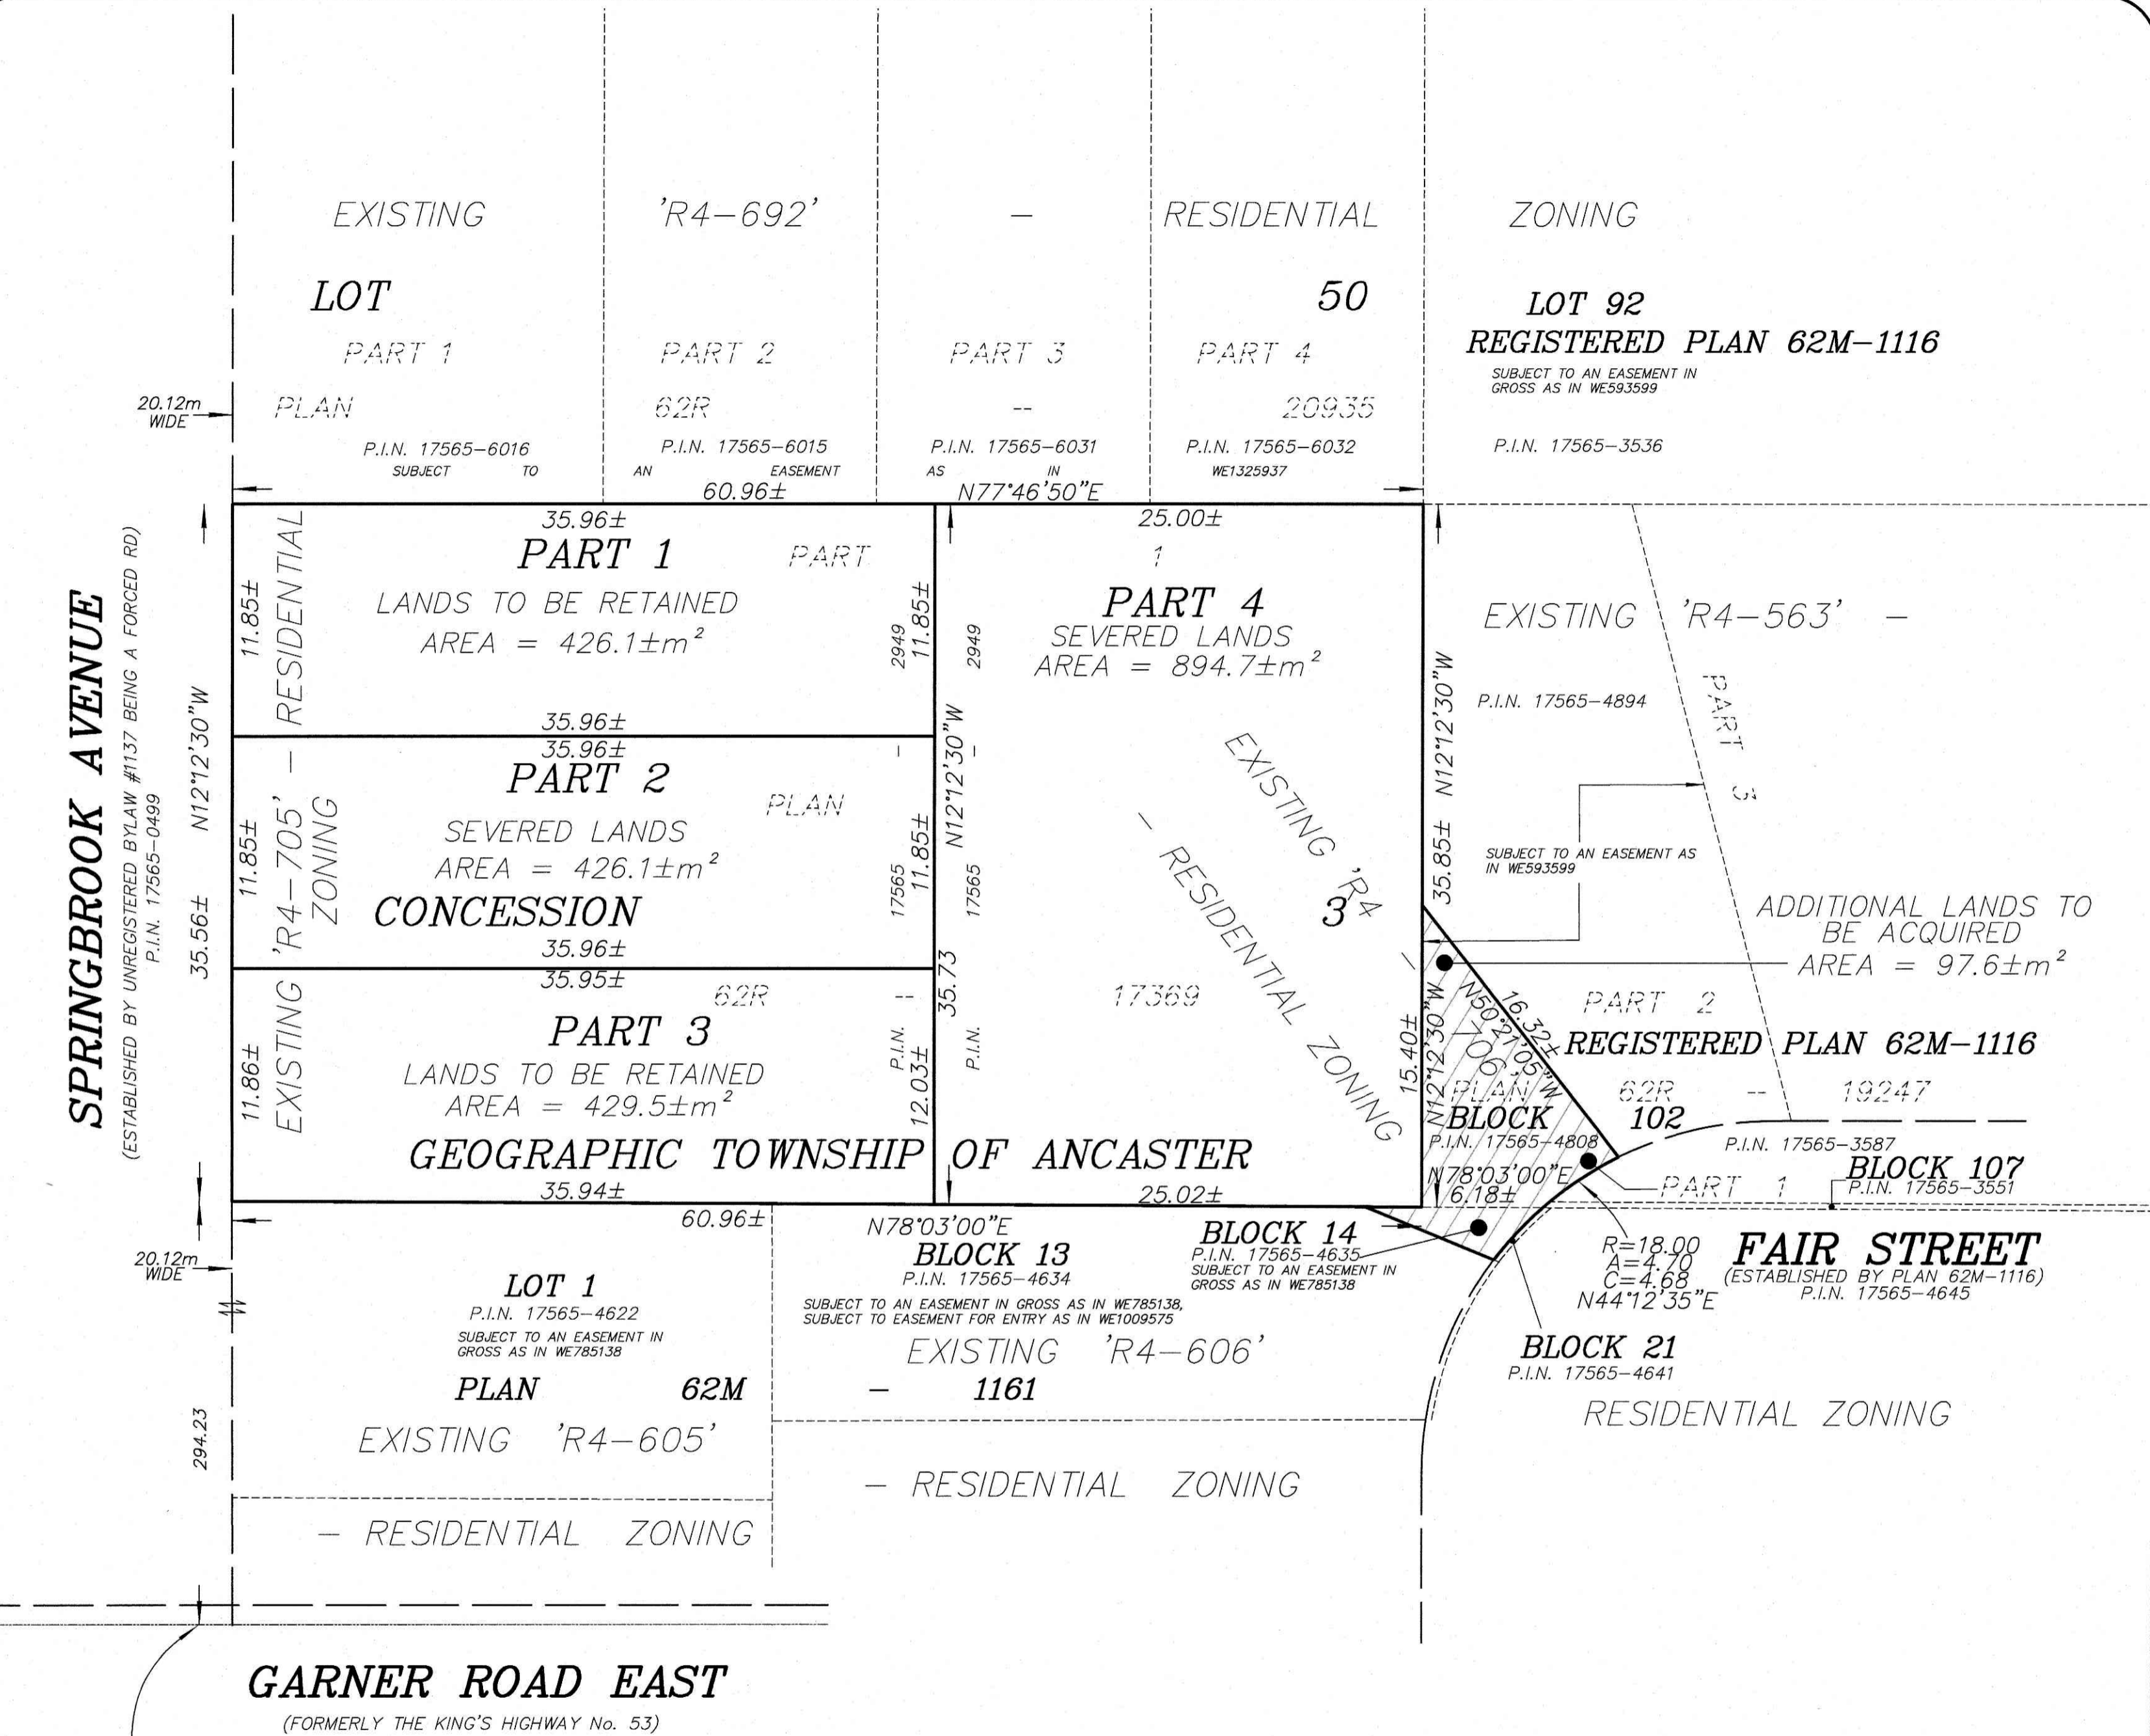 EXISTING 'R4-692' - RESIDENTIAL ZONING
LOT 50
LOT 92
REGISTERED PLAN 62M-1116
SUBJECT TO AN EASEMENT IN
GROSS AS IN WE593599
PART 1 PART 2 PART 3 PART 4
20.12m
WIDE
PLAN 62R -- 20935
P.I.N. 17565-6016 P.I.N. 17565-6015 P.I.N. 17565-6031 P.I.N. 17565-6032 P.I.N. 17565-3536
SUBJECT TO AN EASEMENT AS IN WE1325937
60.96± N77°46'50"E
SPRINGBROOK AVENUE
(ESTABLISHED BY UNREGISTERED BYLAW #1137 BEING A FORCED RD)
P.I.N. 17565-0499
35.56± N12°12'30"W
11.85±
11.85±
11.86±
EXISTING 'R4-705' - RESIDENTIAL
ZONING
35.96±
PART 1
LANDS TO BE RETAINED
AREA = 426.1±m²
35.96±
PART
11.85±
35.96±
PART 2
SEVERED LANDS
AREA = 426.1±m²
PLAN
CONCESSION
35.96±
11.85±
35.95±
62R --
PART 3
LANDS TO BE RETAINED
AREA = 429.5±m²
12.03±
GEOGRAPHIC TOWNSHIP OF ANCASTER
35.94±
P.I.N. 17565 - 2949
P.I.N. 17565 - 2949
35.73 N12°12'30"W
25.00±
1
PART 4
SEVERED LANDS
AREA = 894.7±m²
EXISTING 'R4 - 706'
- RESIDENTIAL ZONING
3
17369
25.02±
35.85± N12°12'30"W
15.40±
N12°12'30"W
16.32±
N50°21'05"W
EXISTING 'R4-563' -
P.I.N. 17565-4894
PART 3
SUBJECT TO AN EASEMENT AS
IN WE593599
ADDITIONAL LANDS TO
BE ACQUIRED
AREA = 97.6±m²
PART 2
REGISTERED PLAN 62M-1116
PLAN 62R -- 19247
BLOCK 102
P.I.N. 17565-4808
P.I.N. 17565-3587
BLOCK 107
P.I.N. 17565-3551
N78°03'00"E
6.18±
PART 1
60.96± N78°03'00"E
20.12m
WIDE
LOT 1
P.I.N. 17565-4622
SUBJECT TO AN EASEMENT IN
GROSS AS IN WE785138
BLOCK 13
P.I.N. 17565-4634
SUBJECT TO AN EASEMENT IN GROSS AS IN WE785138,
SUBJECT TO EASEMENT FOR ENTRY AS IN WE1009575
BLOCK 14
P.I.N. 17565-4635
SUBJECT TO AN EASEMENT IN
GROSS AS IN WE785138
R=18.00
A=4.70
C=4.68
N44°12'35"E
FAIR STREET
(ESTABLISHED BY PLAN 62M-1116)
P.I.N. 17565-4645
BLOCK 21
P.I.N. 17565-4641
RESIDENTIAL ZONING
EXISTING 'R4-606'
PLAN 62M - 1161
EXISTING 'R4-605'
- RESIDENTIAL ZONING
- RESIDENTIAL ZONING
294.23
GARNER ROAD EAST
(FORMERLY THE KING'S HIGHWAY No. 53)